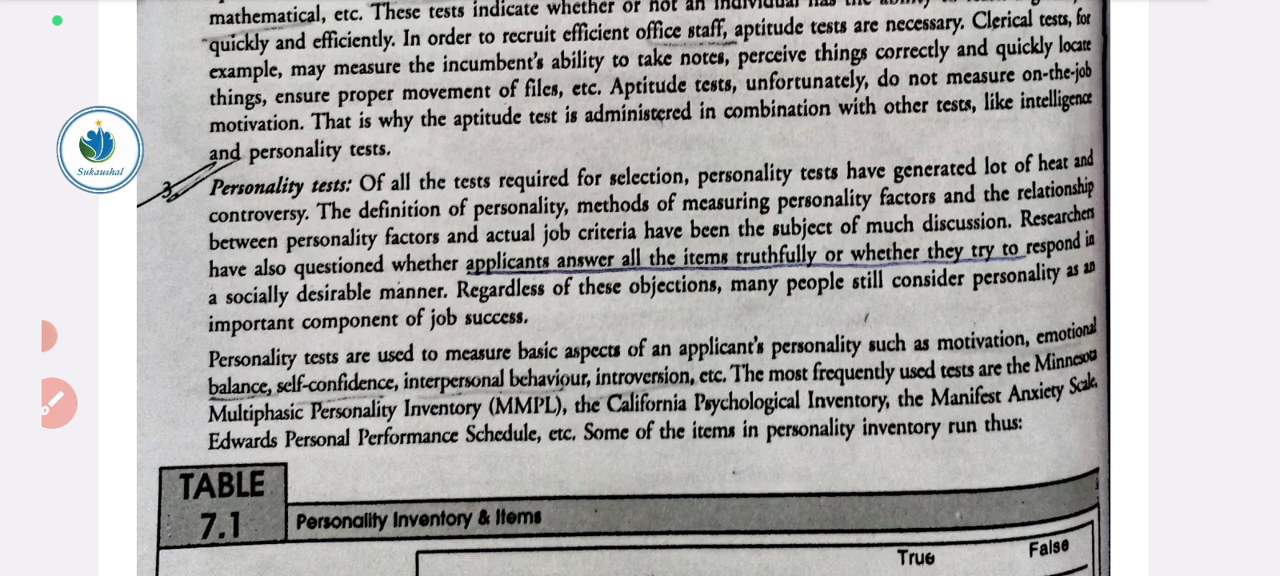 mathematical, etc. These tests indicate whether or not an individual has the
quickly and efficiently. In order to recruit efficient office staff, aptitude tests are necessary. Clerical tests, for
example, may measure the incumbent's ability to take notes, perceive things correctly and quickly locate
things, ensure proper movement of files, etc. Aptitude tests, unfortunately, do not measure on-the-job
motivation. That is why the aptitude test is administered in combination with other tests, like intelligence
and personality tests.
Sukaushal
3. Personality tests: Of all the tests required for selection, personality tests have generated lot of heat and
controversy. The definition of personality, methods of measuring personality factors and the relationship
between personality factors and actual job criteria have been the subject of much discussion. Researchers
have also questioned whether applicants answer all the items truthfully or whether they try to respond in
a socially desirable manner. Regardless of these objections, many people still consider personality as an
important component of job success.
Personality tests are used to measure basic aspects of an applicant's personality such as motivation, emotional
balance, self-confidence, interpersonal behaviour, introversion, etc. The most frequently used tests are the Minnesota
Multiphasic Personality Inventory (MMPL), the California Psychological Inventory, the Manifest Anxiety Scale,
Edwards Personal Performance Schedule, etc. Some of the items in personality inventory run thus:
TABLE
7.1
Personality Inventory & Items
True False